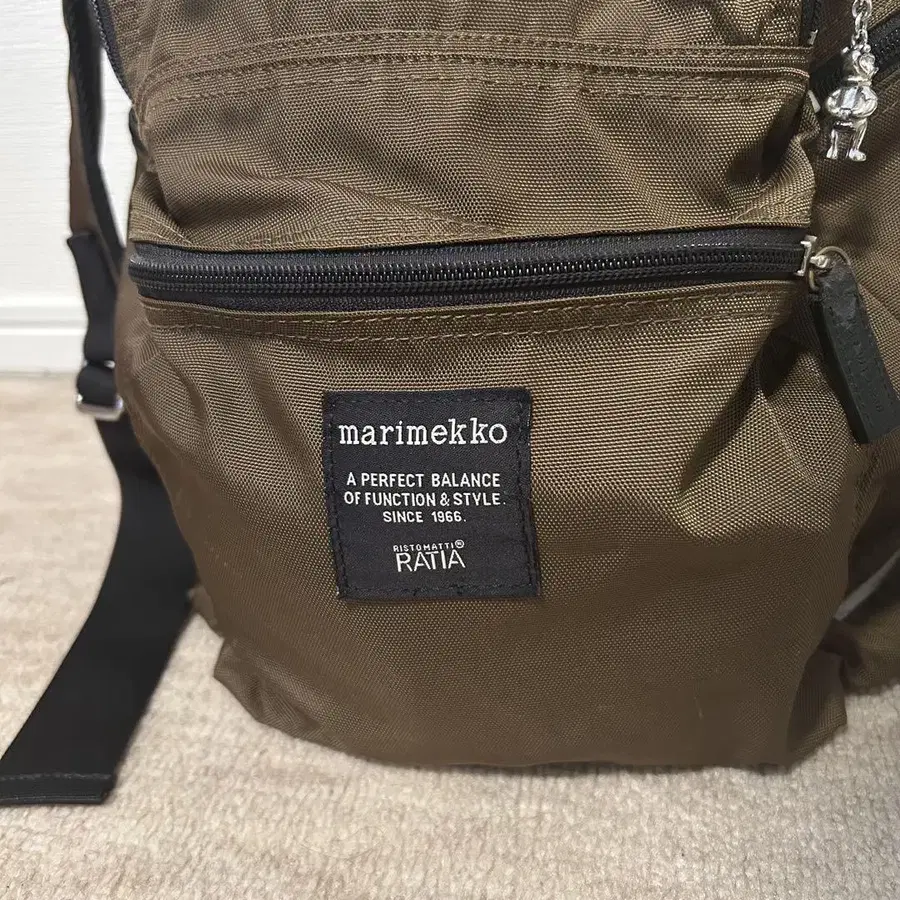 marimekko
A PERFECT BALANCE
OF FUNCTION & STYLE.
SINCE 1966.
RISTOMATTI®
RATIA